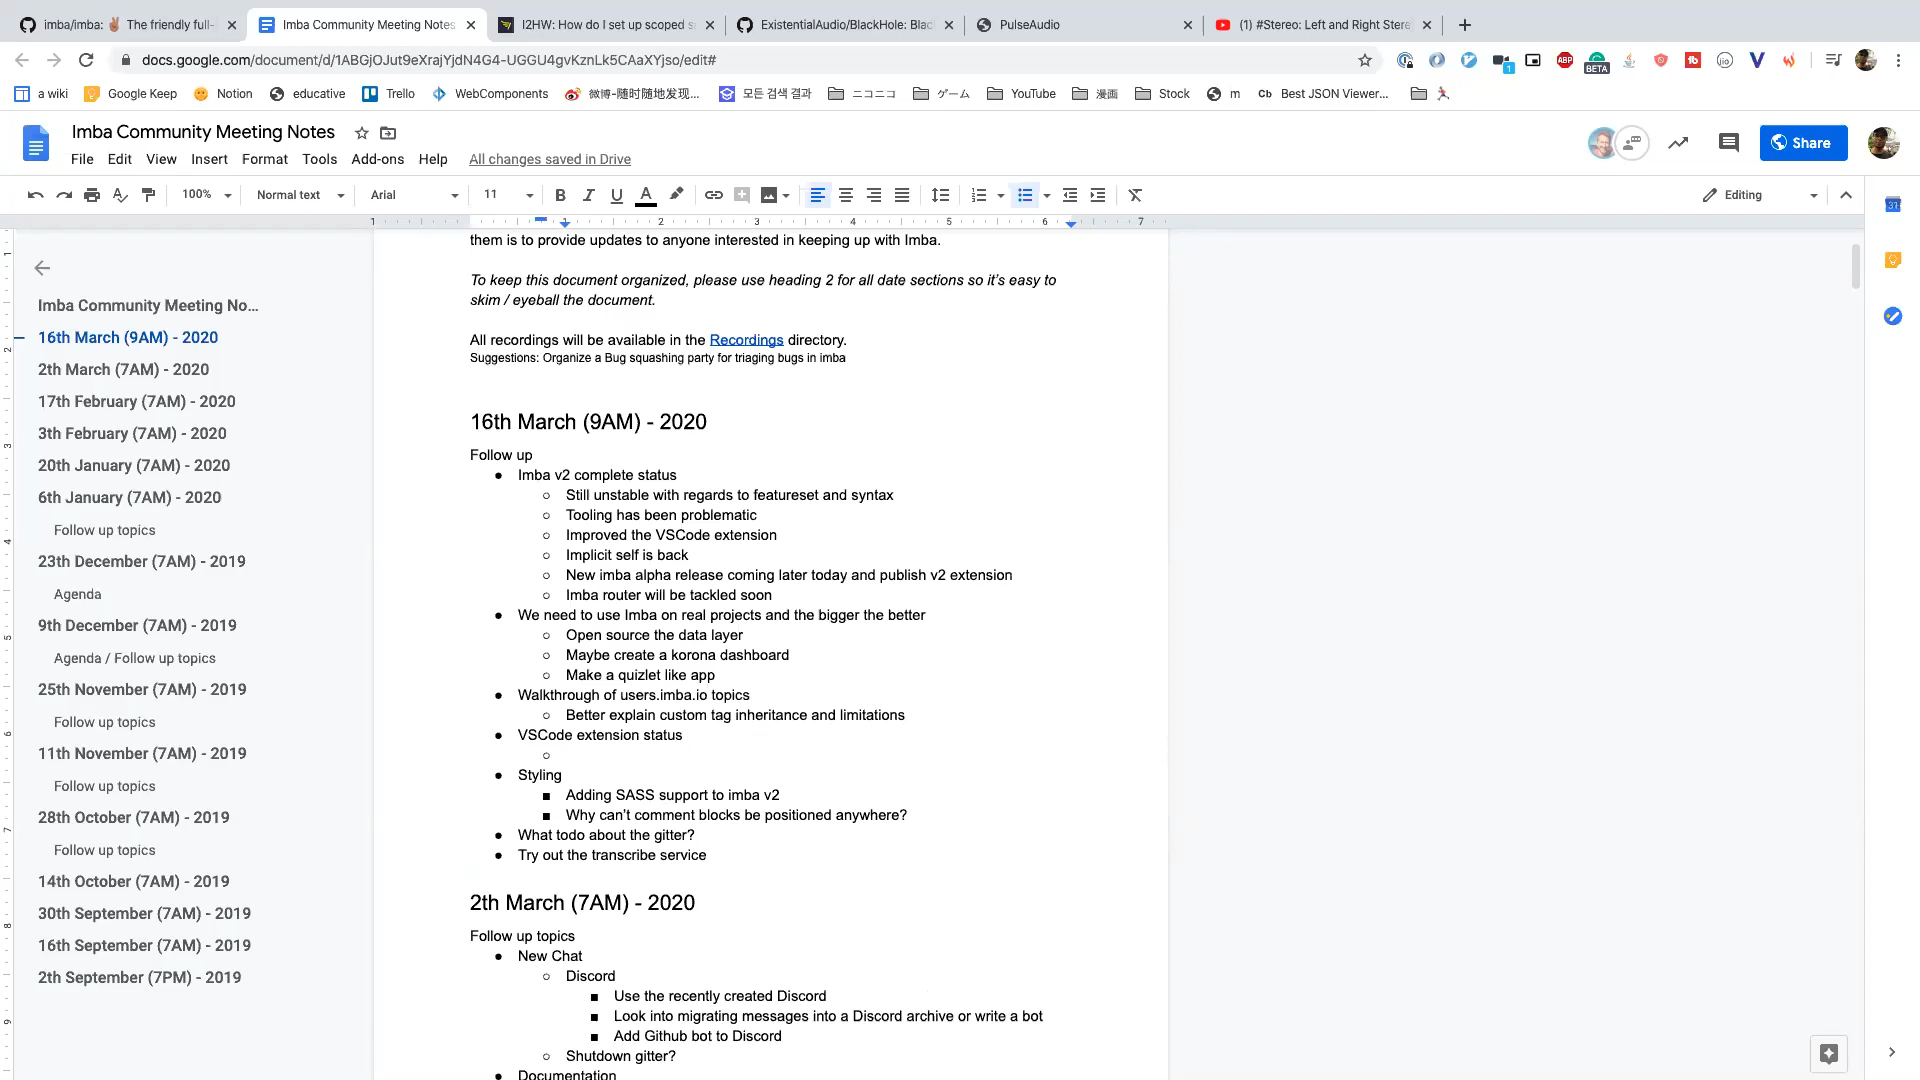 imba/imba: ✌🏽 The friendly full-
Imba Community Meeting Notes
I2HW: How do I set up scoped s
ExistentialAudio/BlackHole: Blac
PulseAudio
(1) #Stereo: Left and Right Stere
docs.google.com/document/d/1ABGjOJut9eXrajYjdN4G4-UGGU4gvKznLk5CAaXYjso/edit#
1
ABP
BETA
a wiki
Google Keep
Notion
educative
Trello
WebComponents
微博-随时随地发现...
모든 검색 결과
ニコニコ
ゲーム
YouTube
漫画
Stock
m
Cb Best JSON Viewer...
Imba Community Meeting Notes
File Edit View Insert Format Tools Add-ons Help All changes saved in Drive
Share
100% Normal text Arial 11 B I U A Editing
1 1 2 3 4 5 6 7
Imba Community Meeting No...
16th March (9AM) - 2020
2th March (7AM) - 2020
17th February (7AM) - 2020
3th February (7AM) - 2020
20th January (7AM) - 2020
6th January (7AM) - 2020
Follow up topics
23th December (7AM) - 2019
Agenda
9th December (7AM) - 2019
Agenda / Follow up topics
25th November (7AM) - 2019
Follow up topics
11th November (7AM) - 2019
Follow up topics
28th October (7AM) - 2019
Follow up topics
14th October (7AM) - 2019
30th September (7AM) - 2019
16th September (7AM) - 2019
2th September (7PM) - 2019
them is to provide updates to anyone interested in keeping up with Imba.
To keep this document organized, please use heading 2 for all date sections so it's easy to
skim / eyeball the document.
All recordings will be available in the Recordings directory.
Suggestions: Organize a Bug squashing party for triaging bugs in imba
16th March (9AM) - 2020
Follow up
● Imba v2 complete status
○ Still unstable with regards to featureset and syntax
○ Tooling has been problematic
○ Improved the VSCode extension
○ Implicit self is back
○ New imba alpha release coming later today and publish v2 extension
○ Imba router will be tackled soon
● We need to use Imba on real projects and the bigger the better
○ Open source the data layer
○ Maybe create a korona dashboard
○ Make a quizlet like app
● Walkthrough of users.imba.io topics
○ Better explain custom tag inheritance and limitations
● VSCode extension status
○
● Styling
■ Adding SASS support to imba v2
■ Why can't comment blocks be positioned anywhere?
● What todo about the gitter?
● Try out the transcribe service
2th March (7AM) - 2020
Follow up topics
● New Chat
○ Discord
■ Use the recently created Discord
■ Look into migrating messages into a Discord archive or write a bot
■ Add Github bot to Discord
○ Shutdown gitter?
● Documentation